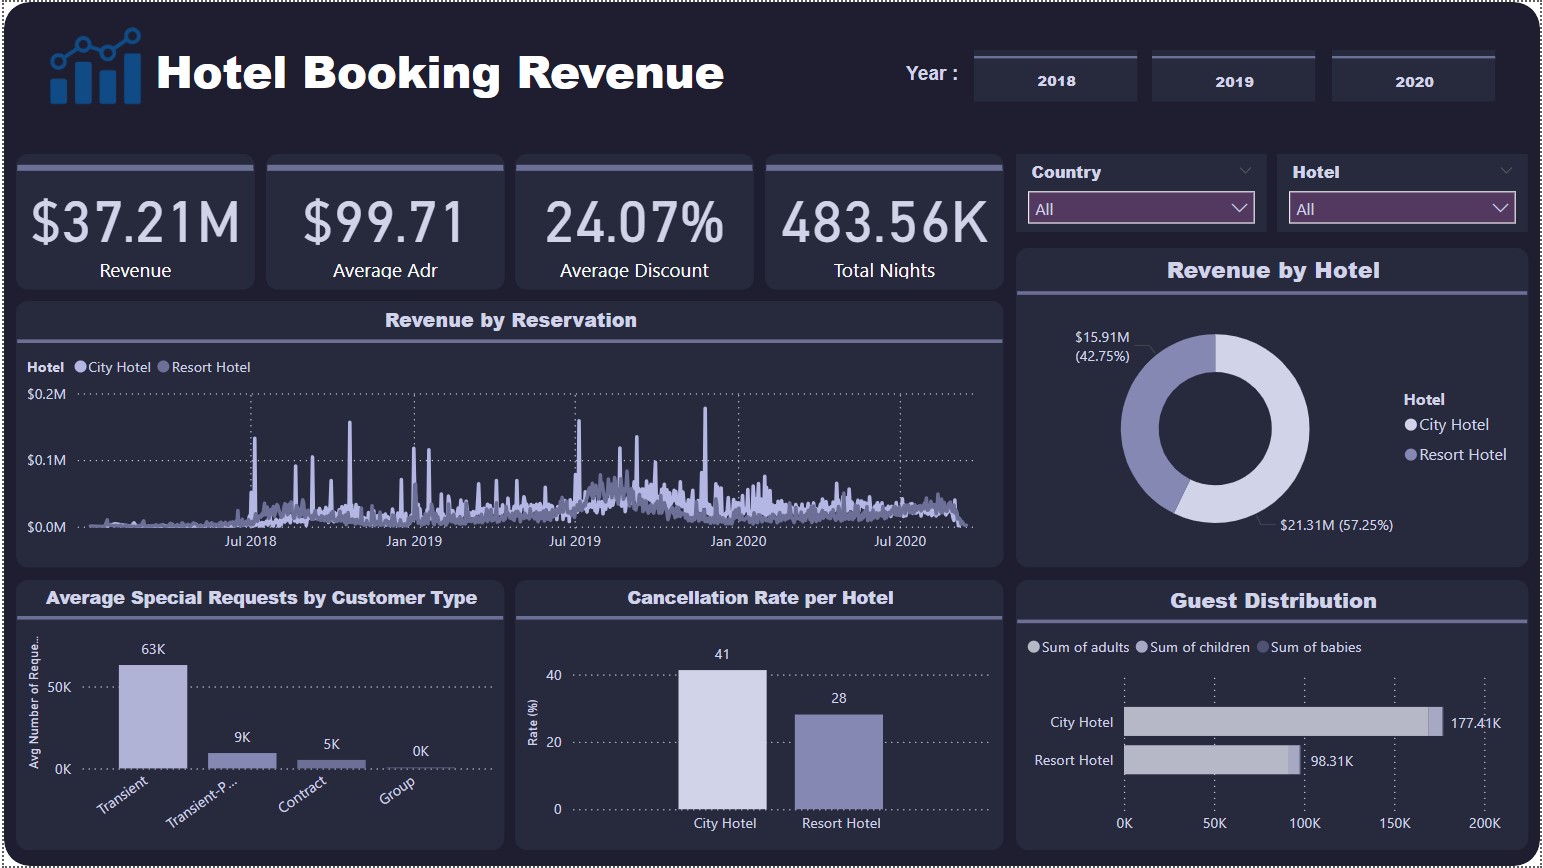 Hotel Booking Revenue
Year :
2018
2019
2020
$37.21M
Revenue
$99.71
Average Adr
24.07%
Average Discount
483.56K
Total Nights
Country
All
Hotel
All
Revenue by Reservation
Hotel City Hotel Resort Hotel
$0.2M
$0.1M
$0.0M
Jul 2018 Jan 2019 Jul 2019 Jan 2020 Jul 2020
Revenue by Hotel
$15.91M
(42.75%)
$21.31M (57.25%)
Hotel
City Hotel
Resort Hotel
Average Special Requests by Customer Type
Avg Number of Reque...
50K
0K
63K
9K
5K
0K
Transient
Transient-P...
Contract
Group
Cancellation Rate per Hotel
Rate (%)
40
20
0
41
28
City Hotel
Resort Hotel
Guest Distribution
Sum of adults Sum of children Sum of babies
City Hotel
177.41K
Resort Hotel
98.31K
0K 50K 100K 150K 200K